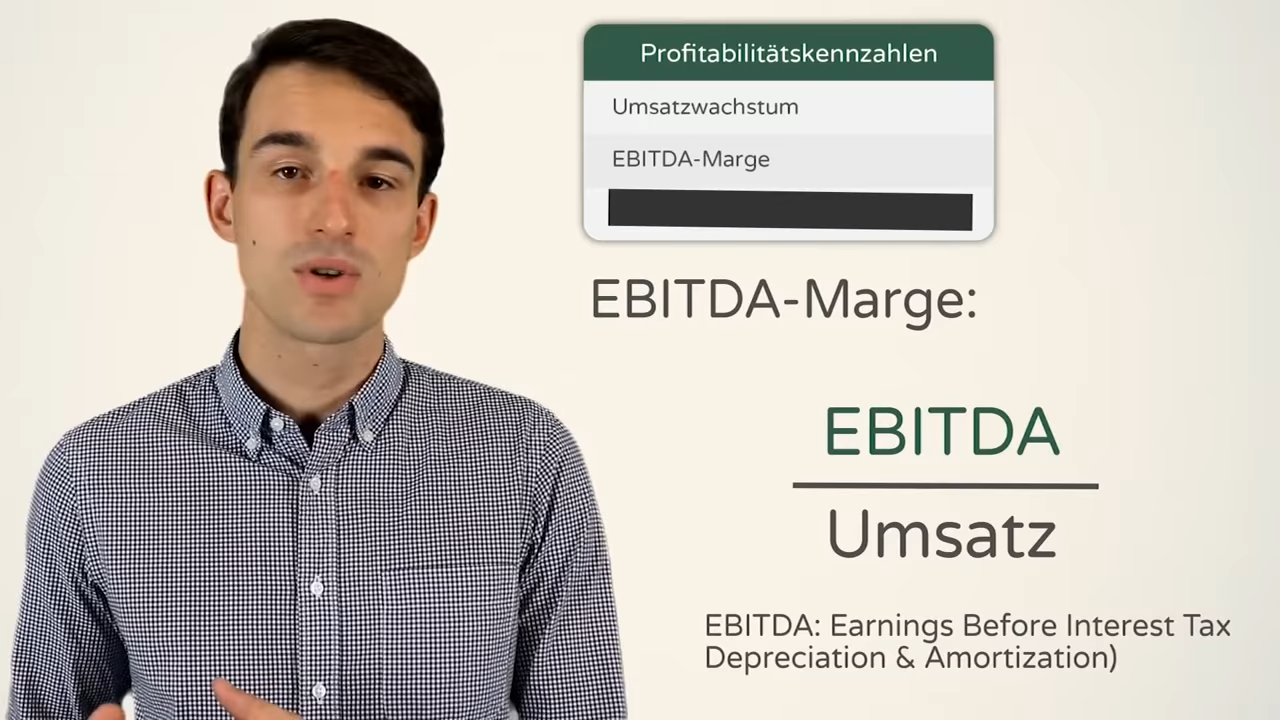 Profitabilitätskennzahlen
Umsatzwachstum
EBITDA-Marge
EBITDA-Marge:
EBITDA
Umsatz
EBITDA: Earnings Before Interest Tax
Depreciation & Amortization)